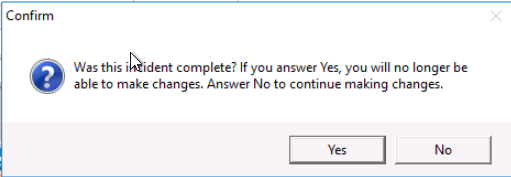 Confirm
Was this incident complete? If you answer Yes, you will no longer be
able to make changes. Answer No to continue making changes.
Yes
No